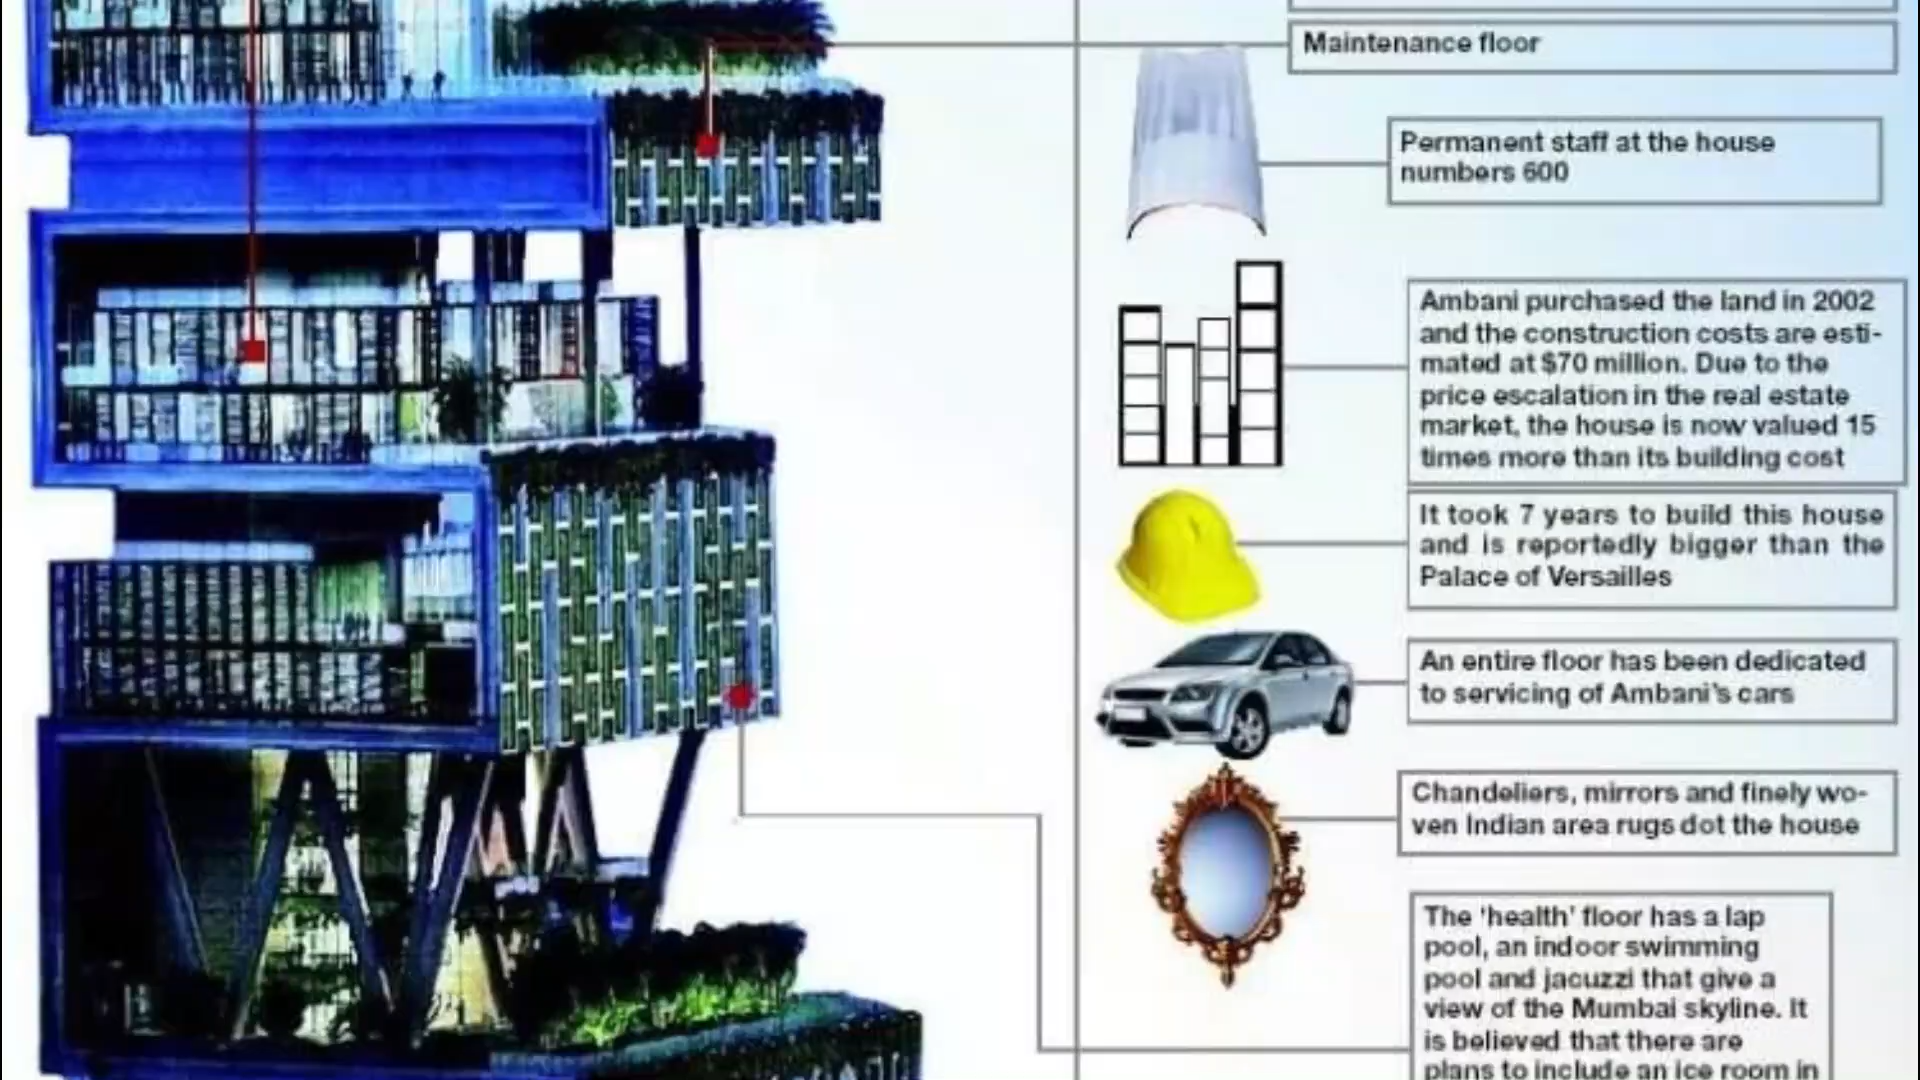 Maintenance floor
Permanent staff at the house
numbers 600
Ambani purchased the land in 2002
and the construction costs are esti-
mated at $70 million. Due to the
price escalation in the real estate
market, the house is now valued 15
times more than its building cost
It took 7 years to build this house
and is reportedly bigger than the
Palace of Versailles
An entire floor has been dedicated
to servicing of Ambani's cars
Chandeliers, mirrors and finely wo-
ven Indian area rugs dot the house
The 'health' floor has a lap
pool, an indoor swimming
pool and jacuzzi that give a
view of the Mumbai skyline. It
is believed that there are
plans to include an ice room in